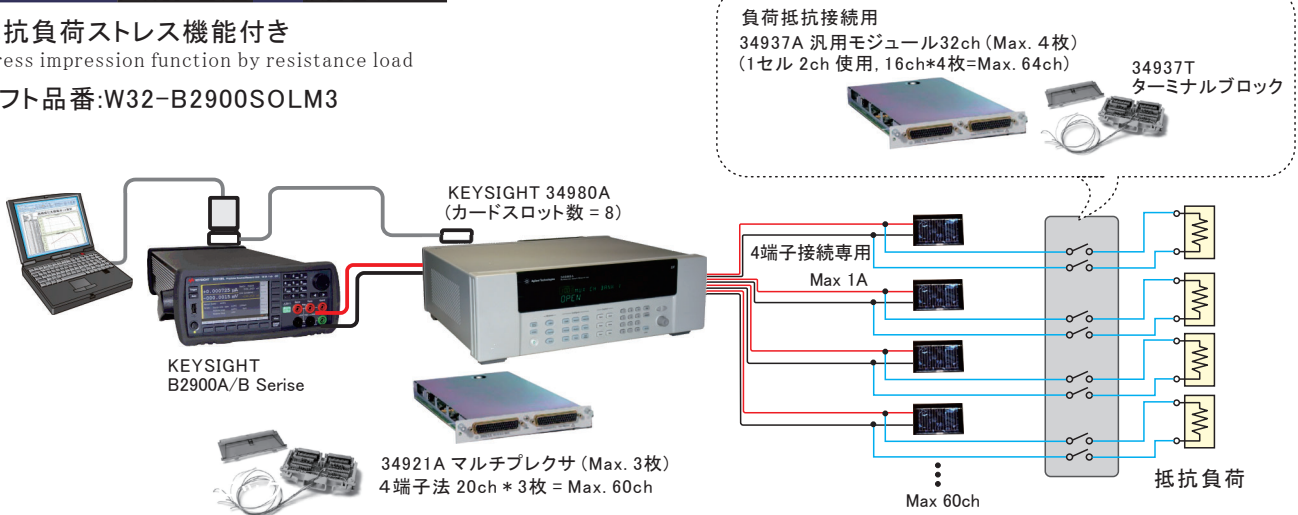 抗負荷ストレス機能付き
ress impression function by resistance load
フト品番:W32-B2900SOLM3
負荷抵抗接続用
34937A 汎用モジュール32ch (Max. 4枚)
(1セル 2ch 使用, 16ch*4枚=Max. 64ch)
34937T
ターミナルブロック
KEYSIGHT 34980A
(カードスロット数 = 8)
4端子接続専用
Max 1A
KEYSIGHT
B2900A/B Serise
OPEN
34921A マルチプレクサ (Max. 3枚)
4端子法 20ch * 3枚 = Max. 60ch
Max 60ch
抵抗負荷